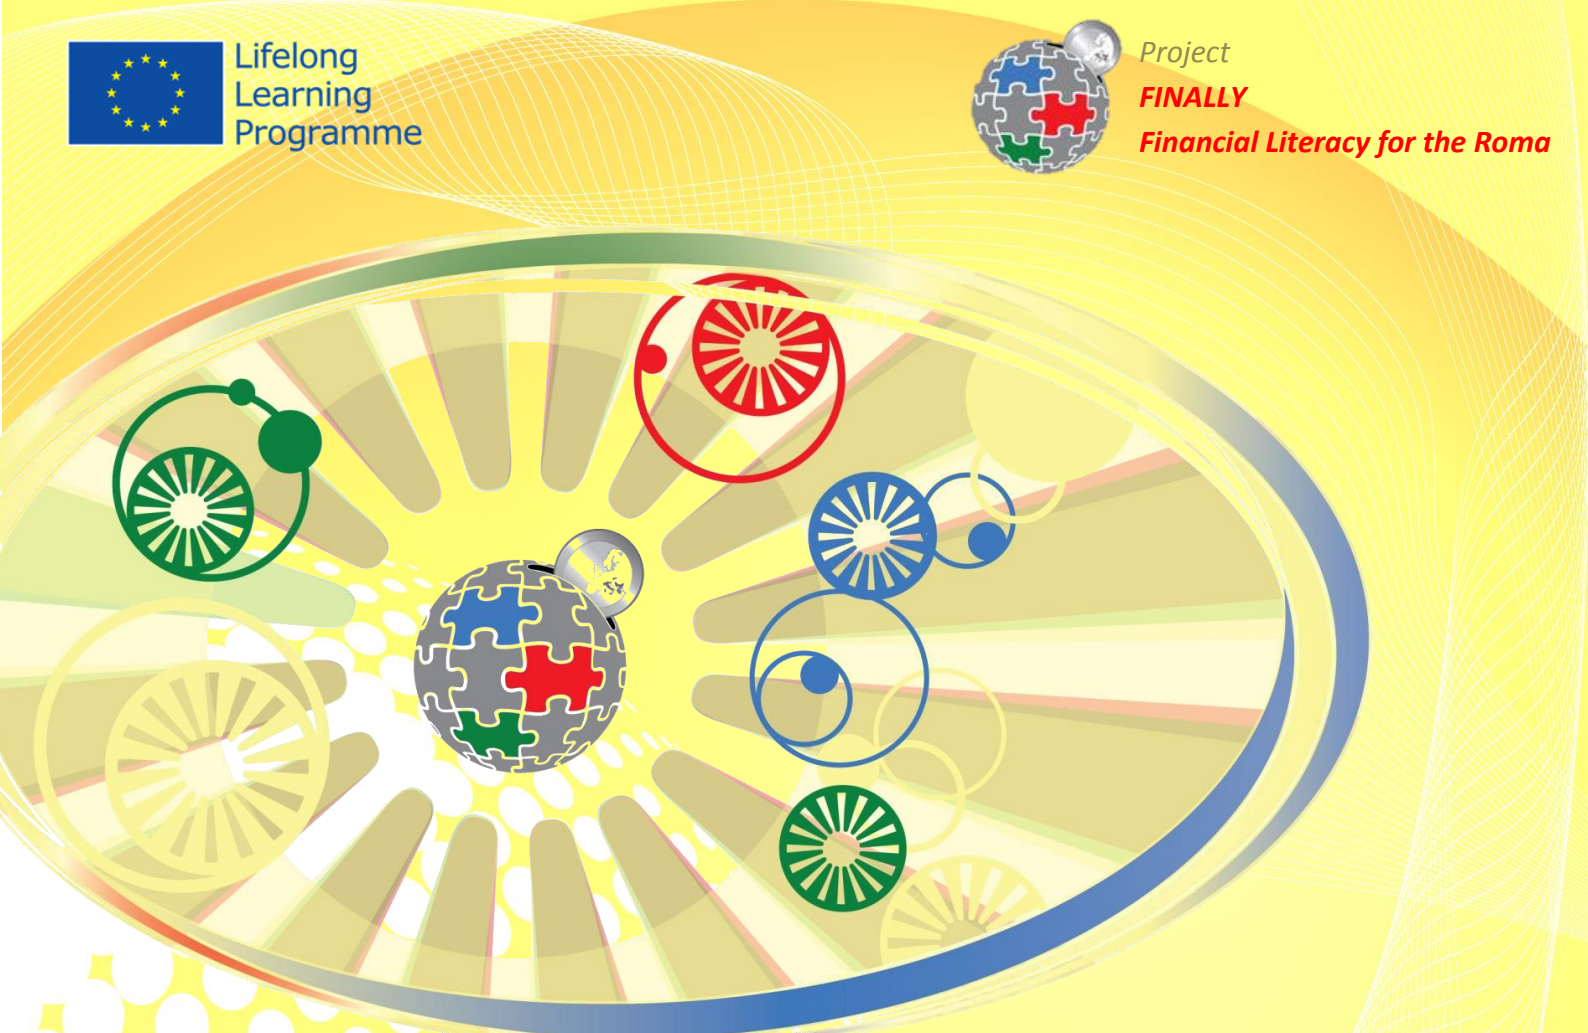 Lifelong
Learning
Programme
Project
FINALLY
Financial Literacy for the Roma